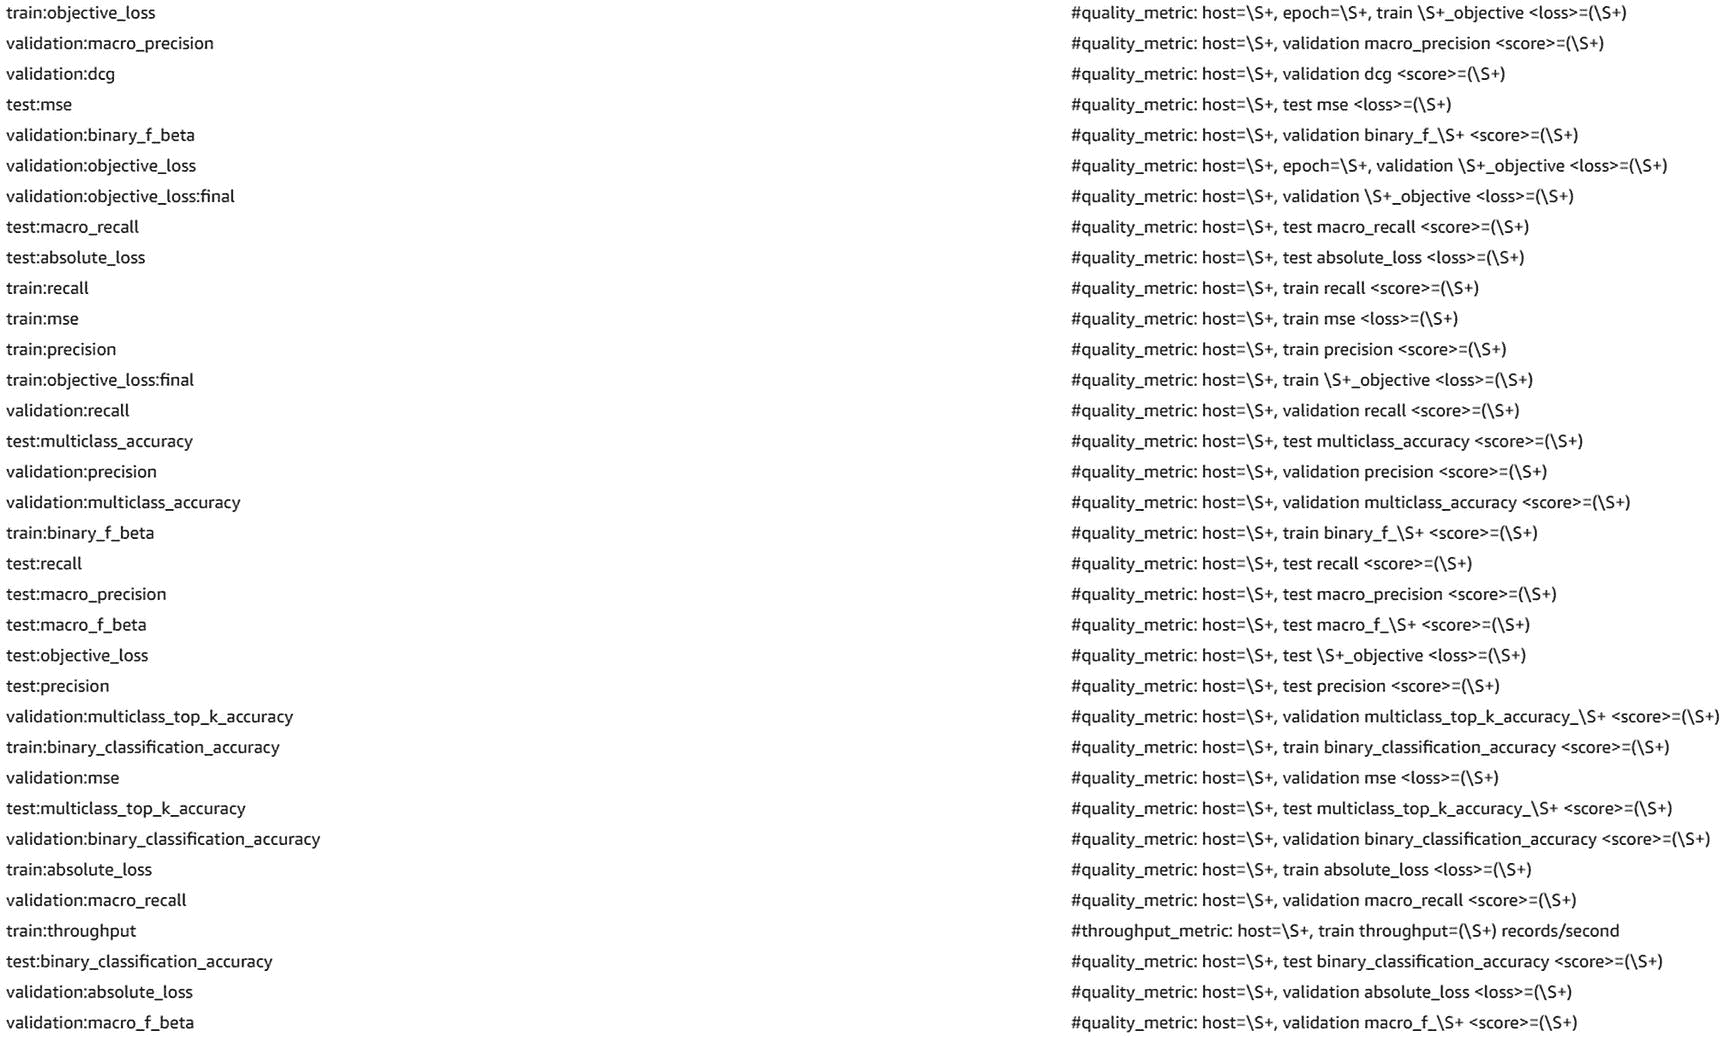 train:objective_loss #quality_metric: host=\S+, epoch=\S+, train \S+_objective <loss>=(\S+)
validation:macro_precision #quality_metric: host=\S+, validation macro_precision <score>=(\S+)
validation:dcg #quality_metric: host=\S+, validation dcg <score>=(\S+)
test:mse #quality_metric: host=\S+, test mse <loss>=(\S+)
validation:binary_f_beta #quality_metric: host=\S+, validation binary_f_\S+ <score>=(\S+)
validation:objective_loss #quality_metric: host=\S+, epoch=\S+, validation \S+_objective <loss>=(\S+)
validation:objective_loss:final #quality_metric: host=\S+, validation \S+_objective <loss>=(\S+)
test:macro_recall #quality_metric: host=\S+, test macro_recall <score>=(\S+)
test:absolute_loss #quality_metric: host=\S+, test absolute_loss <loss>=(\S+)
train:recall #quality_metric: host=\S+, train recall <score>=(\S+)
train:mse #quality_metric: host=\S+, train mse <loss>=(\S+)
train:precision #quality_metric: host=\S+, train precision <score>=(\S+)
train:objective_loss:final #quality_metric: host=\S+, train \S+_objective <loss>=(\S+)
validation:recall #quality_metric: host=\S+, validation recall <score>=(\S+)
test:multiclass_accuracy #quality_metric: host=\S+, test multiclass_accuracy <score>=(\S+)
validation:precision #quality_metric: host=\S+, validation precision <score>=(\S+)
validation:multiclass_accuracy #quality_metric: host=\S+, validation multiclass_accuracy <score>=(\S+)
train:binary_f_beta #quality_metric: host=\S+, train binary_f_\S+ <score>=(\S+)
test:recall #quality_metric: host=\S+, test recall <score>=(\S+)
test:macro_precision #quality_metric: host=\S+, test macro_precision <score>=(\S+)
test:macro_f_beta #quality_metric: host=\S+, test macro_f_\S+ <score>=(\S+)
test:objective_loss #quality_metric: host=\S+, test \S+_objective <loss>=(\S+)
test:precision #quality_metric: host=\S+, test precision <score>=(\S+)
validation:multiclass_top_k_accuracy #quality_metric: host=\S+, validation multiclass_top_k_accuracy_\S+ <score>=(\S+)
train:binary_classification_accuracy #quality_metric: host=\S+, train binary_classification_accuracy <score>=(\S+)
validation:mse #quality_metric: host=\S+, validation mse <loss>=(\S+)
test:multiclass_top_k_accuracy #quality_metric: host=\S+, test multiclass_top_k_accuracy_\S+ <score>=(\S+)
validation:binary_classification_accuracy #quality_metric: host=\S+, validation binary_classification_accuracy <score>=(\S+)
train:absolute_loss #quality_metric: host=\S+, train absolute_loss <loss>=(\S+)
validation:macro_recall #quality_metric: host=\S+, validation macro_recall <score>=(\S+)
train:throughput #throughput_metric: host=\S+, train throughput=(\S+) records/second
test:binary_classification_accuracy #quality_metric: host=\S+, test binary_classification_accuracy <score>=(\S+)
validation:absolute_loss #quality_metric: host=\S+, validation absolute_loss <loss>=(\S+)
validation:macro_f_beta #quality_metric: host=\S+, validation macro_f_\S+ <score>=(\S+)